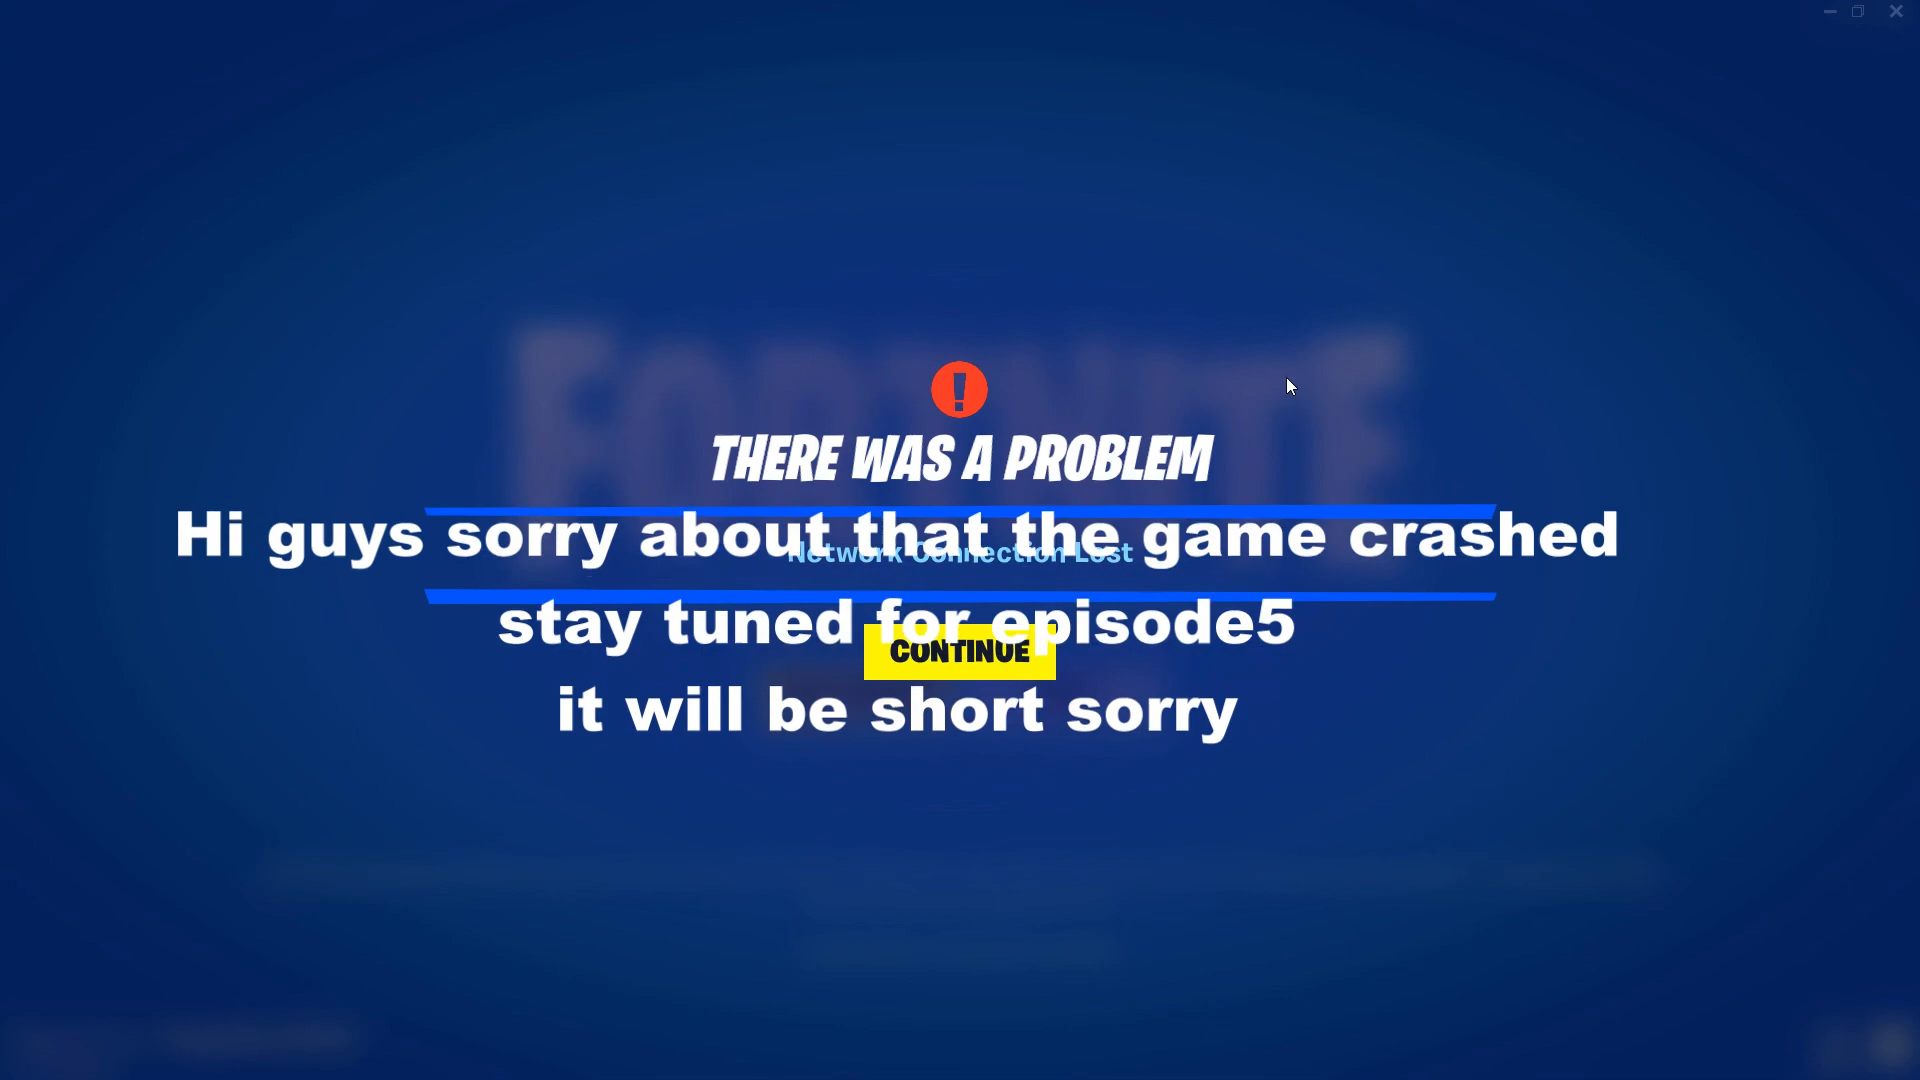 FORTNITE
THERE WAS A PROBLEM
Hi guys sorry about that the game crashed
Network Connection Lost
stay tuned for episode5
CONTINUE
it will be short sorry